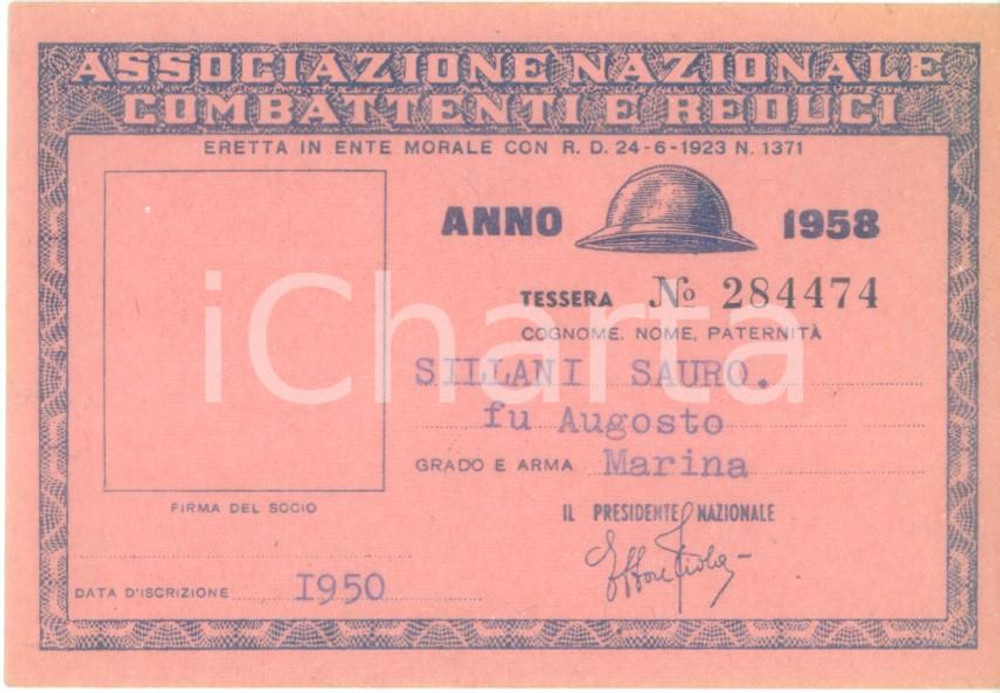 ASSOCIAZIONE NAZIONALE
COMBATTENTI E REDUCI
ERETTA IN ENTE MORALE CON R. D. 24-6-1923 N. 1371
ANNO 1958
TESSERA No 284474
COGNOME, NOME, PATERNITÀ
SILLANI SAURO.
fu Augosto
GRADO E ARMA Marina
FIRMA DEL SOCIO
IL PRESIDENTE NAZIONALE
Ettore Viola
DATA D'ISCRIZIONE I950
iCharta